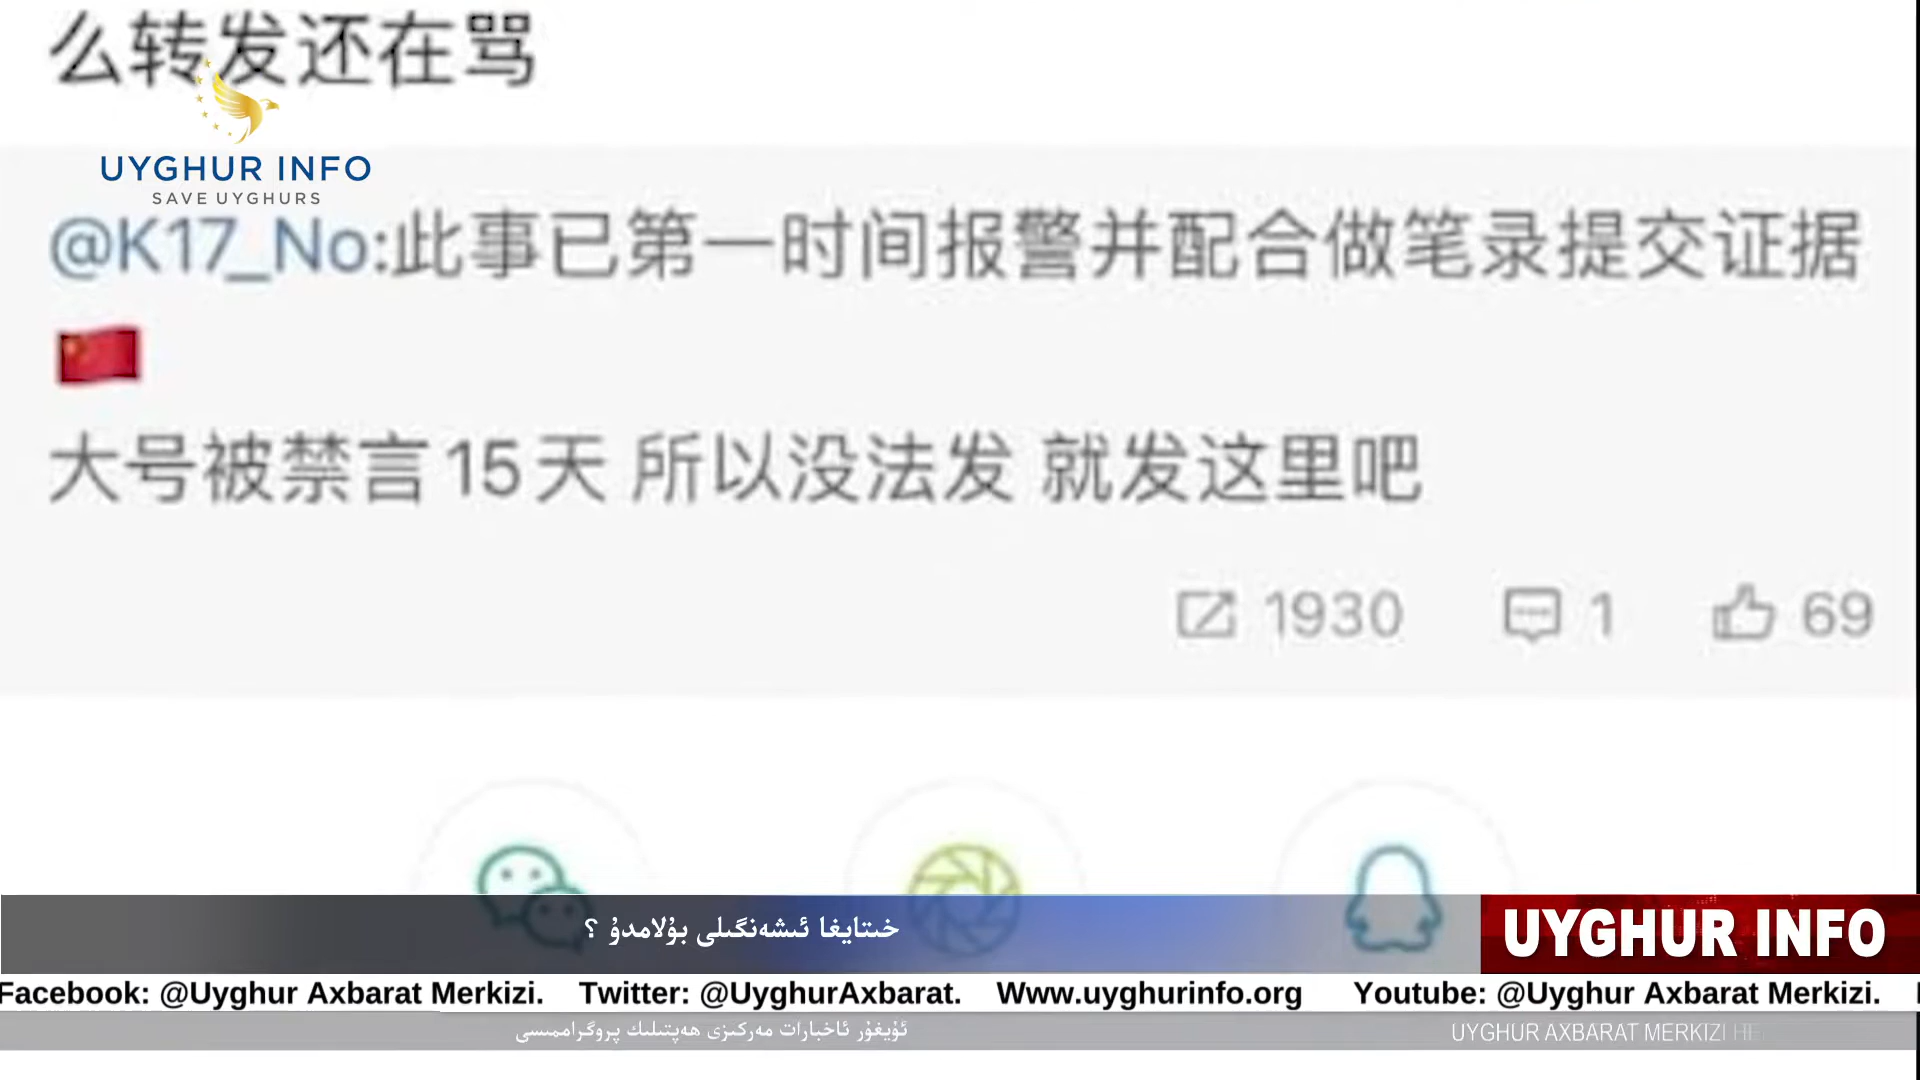 么转发还在骂
UYGHUR INFO
SAVE UYGHURS
@K17_No:此事已第一时间报警并配合做笔录提交证据
大号被禁言15天 所以没法发 就发这里吧
1930 1 69
خىتايغا ئىشەنگىلى بۇلامدۇ ؟
UYGHUR INFO
Facebook: @Uyghur Axbarat Merkizi. Twitter: @UyghurAxbarat. Www.uyghurinfo.org Youtube: @Uyghur Axbarat Merkizi.
ئۇيغۇر ئاخبارات مەركىزى ھەپتىلىك پروگراممىسى
UYGHUR AXBARAT MERKIZI HE